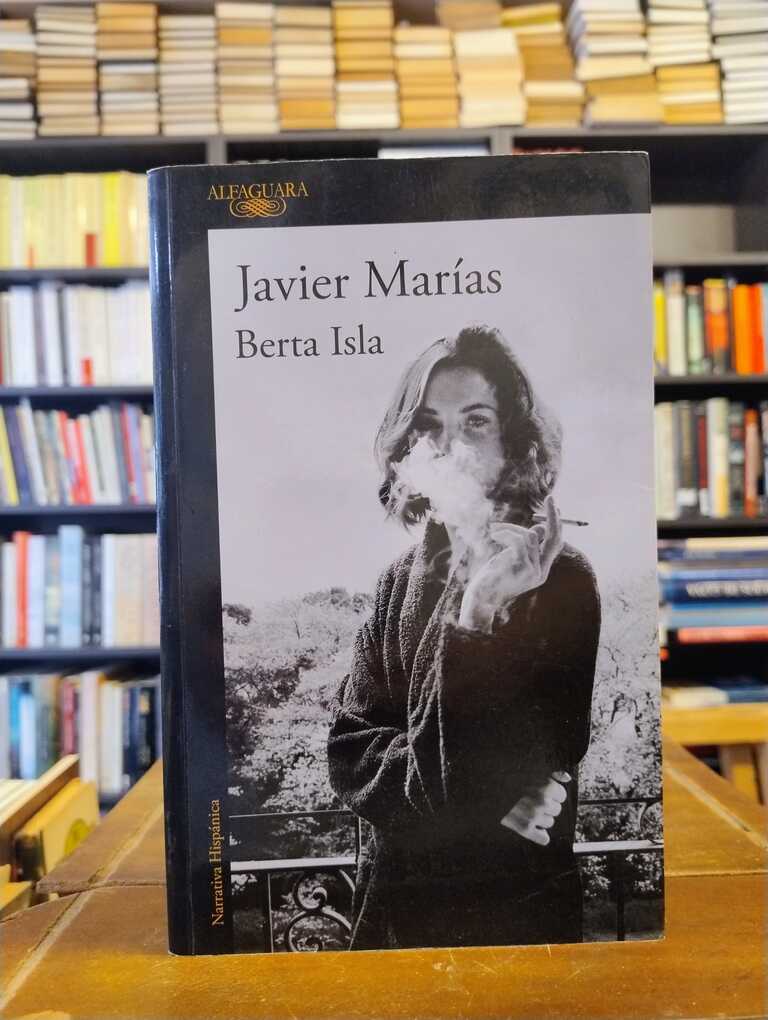 ALFAGUARA
Javier Marías
Berta Isla
Narrativa Hispánica